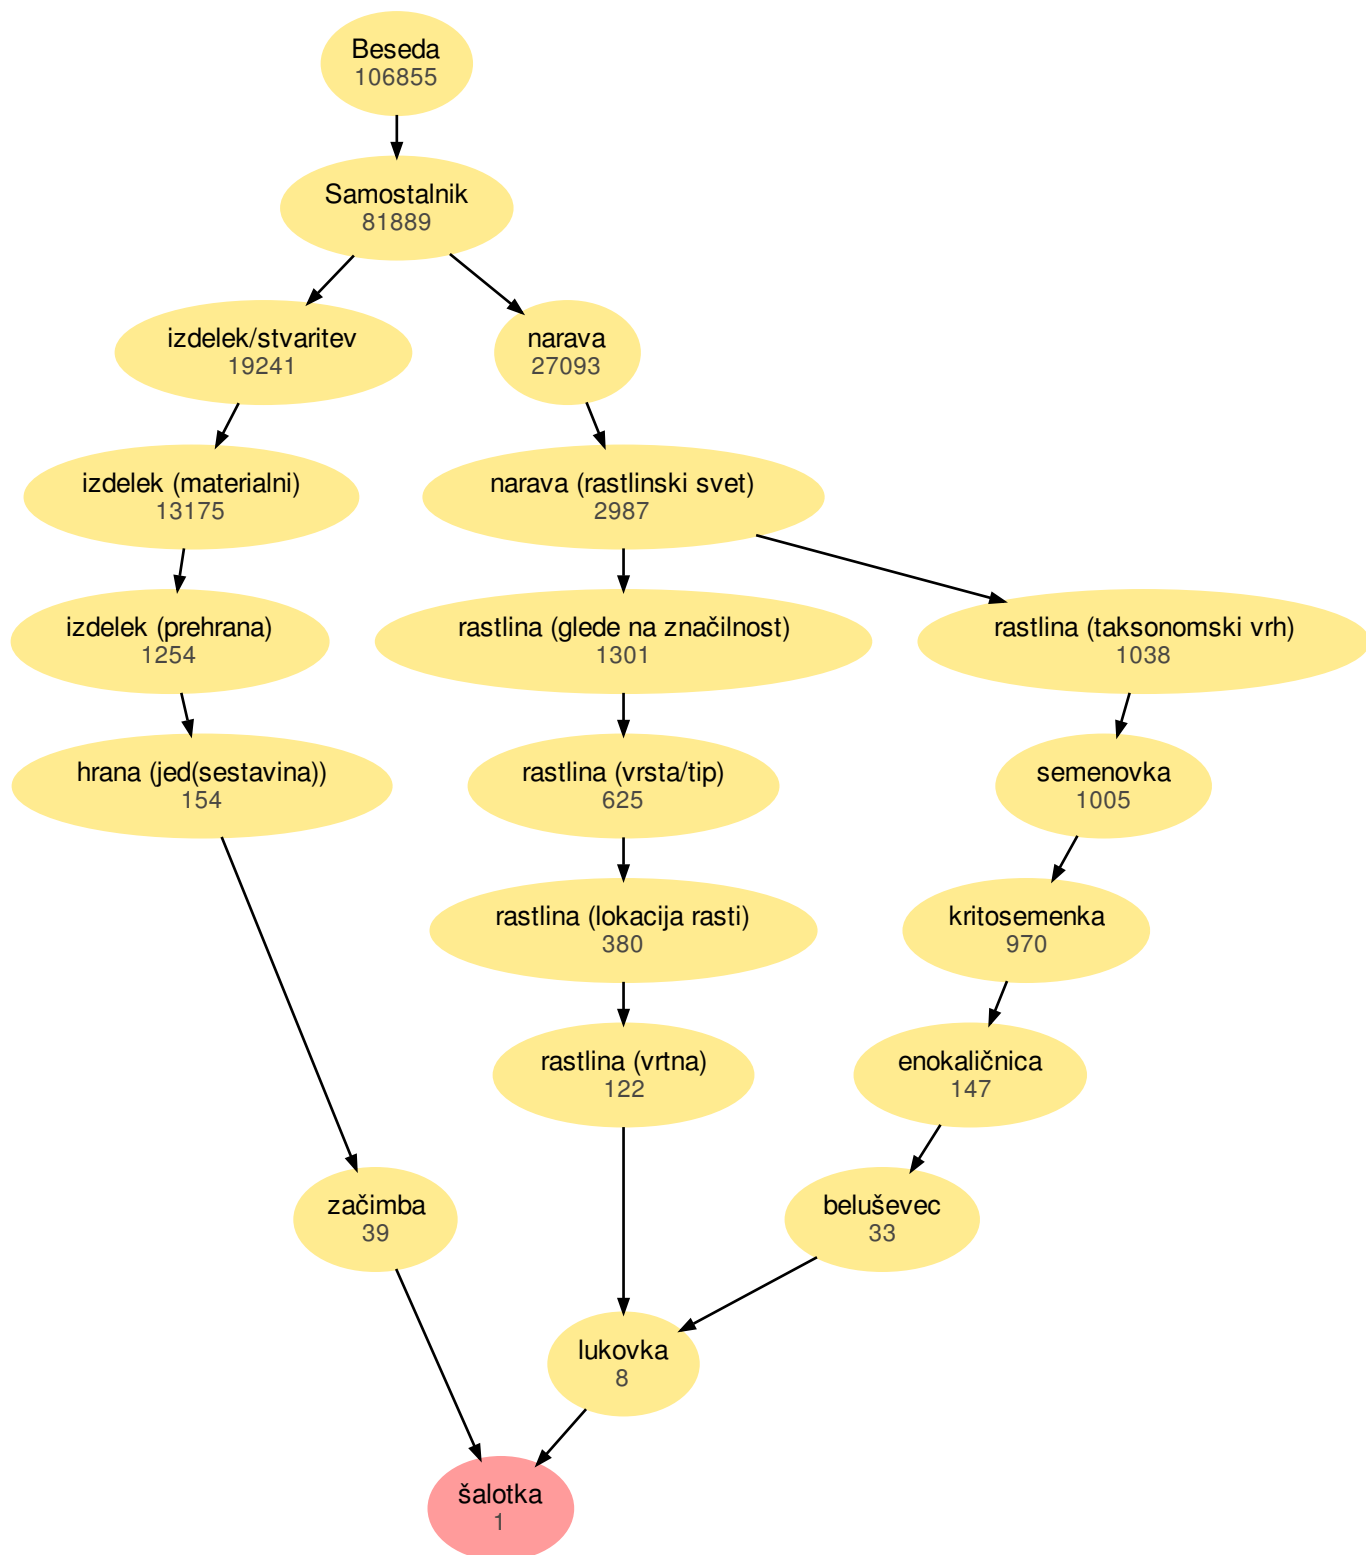 Beseda
106855
Samostalnik
81889
izdelek/stvaritev
19241
narava
27093
izdelek (materialni)
13175
narava (rastlinski svet)
2987
izdelek (prehrana)
1254
rastlina (glede na značilnost)
1301
rastlina (taksonomski vrh)
1038
hrana (jed(sestavina))
154
rastlina (vrsta/tip)
625
semenovka
1005
rastlina (lokacija rasti)
380
kritosemenka
970
rastlina (vrtna)
122
enokaličnica
147
začimba
39
beluševec
33
lukovka
8
šalotka
1